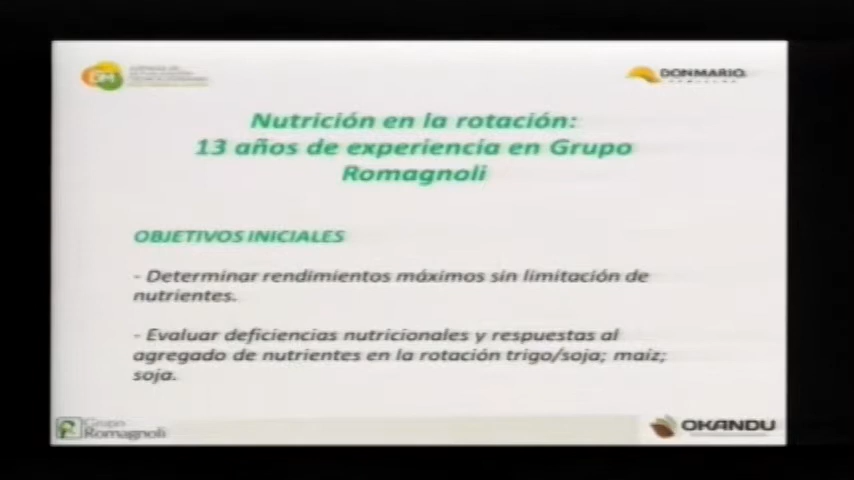 DM
DONMARIO
Nutrición en la rotación:
13 años de experiencia en Grupo
Romagnoli
OBJETIVOS INICIALES
- Determinar rendimientos máximos sin limitación de
nutrientes.
- Evaluar deficiencias nutricionales y respuestas al
agregado de nutrientes en la rotación trigo/soja; maíz;
soja.
Grupo
Romagnoli
OKANDU